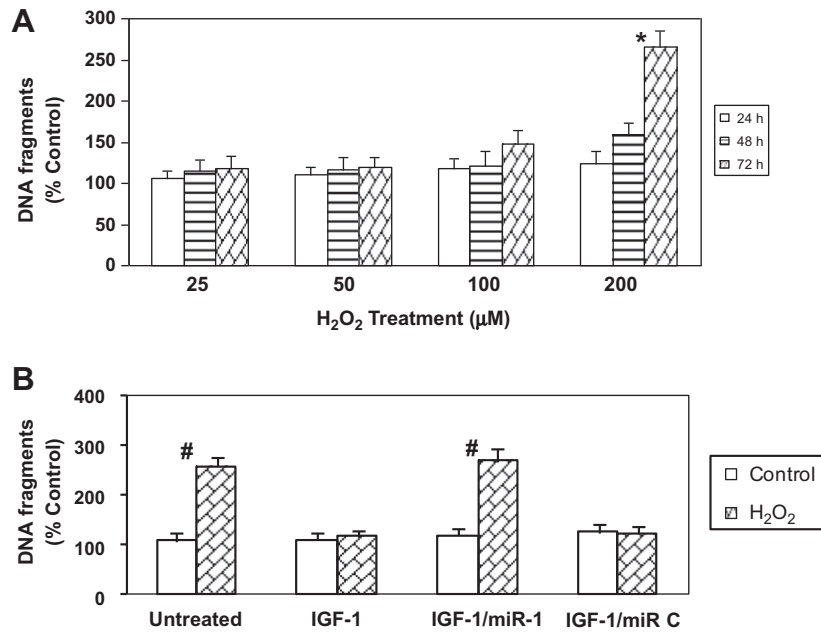 A
DNA fragments
(% Control)
300
250
200
150
100
50
0
*
24 h
48 h
72 h
25 50 100 200
H₂O₂ Treatment (μM)
B
DNA fragments
(% Control)
400
300
200
100
0
# #
Control
H₂O₂
Untreated IGF-1 IGF-1/miR-1 IGF-1/miR C